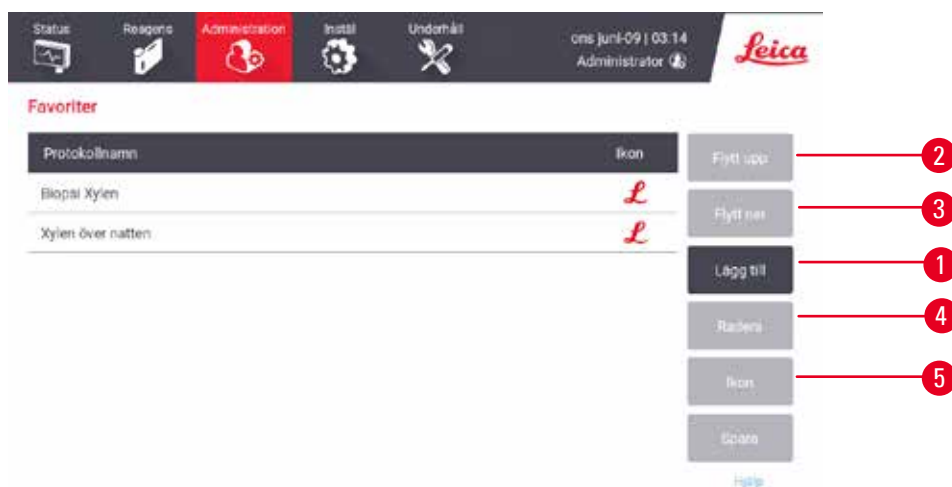 Status Reagens Administration Inställ Underhåll
ons juni-09 | 03:14
Administrator
Leica
Favoriter
Protokollnamn Ikon
Biopsi Xylen
Xylen över natten
Flytt upp 2
Flytt ner 3
Lägg till 1
Radera 4
Ikon 5
Spara
Hjälp